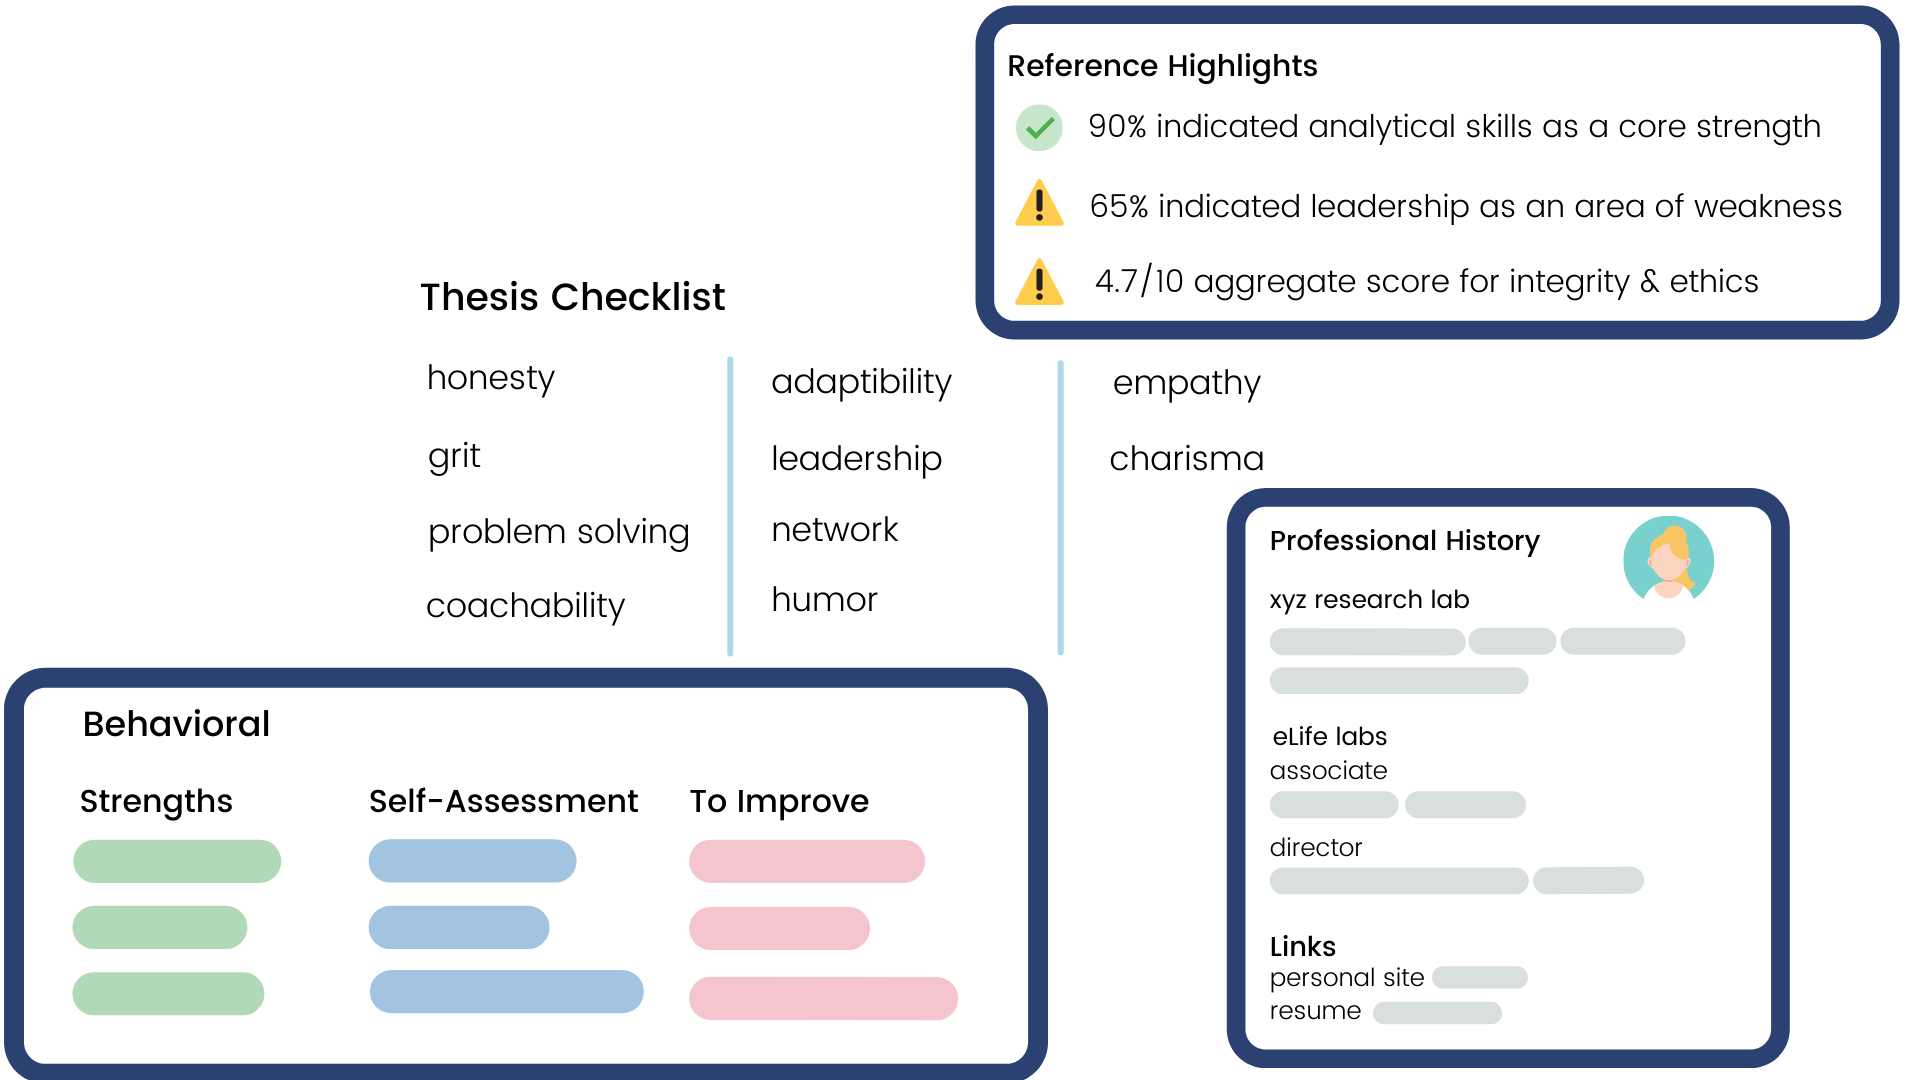 Reference Highlights
90% indicated analytical skills as a core strength
65% indicated leadership as an area of weakness
4.7/10 aggregate score for integrity & ethics
Thesis Checklist
honesty
grit
problem solving
coachability
adaptibility
leadership
network
humor
empathy
charisma
Behavioral
Strengths
Self-Assessment
To Improve
Professional History
xyz research lab
eLife labs
associate
director
Links
personal site
resume